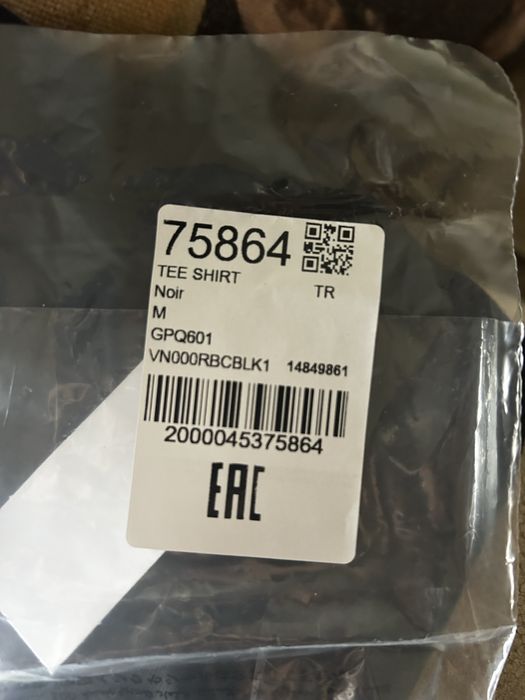 75864
TEE SHIRT
Noir TR
M
GPQ601
VN000RBCBLK1 14849861
2000045375864
EAC